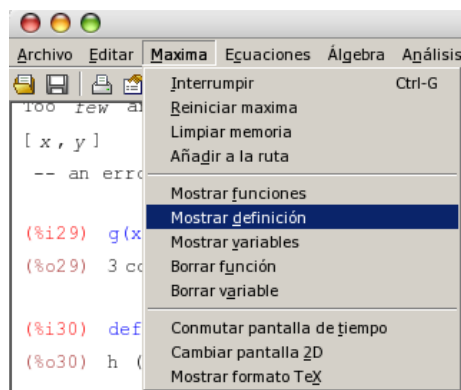 Archivo Editar Maxima Ecuaciones Álgebra Análisis
Interrumpir Ctrl-G
Reiniciar maxima
Limpiar memoria
Añadir a la ruta
Mostrar funciones
Mostrar definición
Mostrar variables
Borrar función
Borrar variable
Conmutar pantalla de tiempo
Cambiar pantalla 2D
Mostrar formato TeX
Too few a
[ x , y ]
-- an erro
(%i29) g(x
(%o29) 3 co
(%i30) def
(%o30) h (